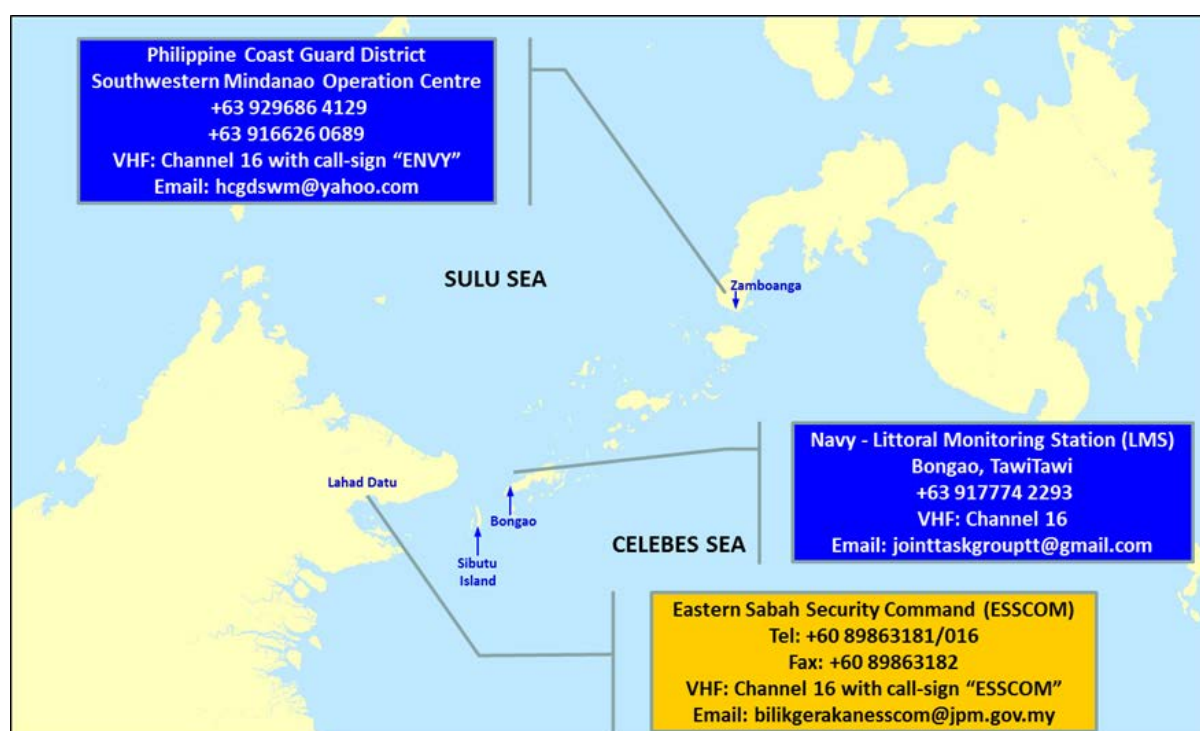 Philippine Coast Guard District
Southwestern Mindanao Operation Centre
+63 929686 4129
+63 916626 0689
VHF: Channel 16 with call-sign “ENVY”
Email: hcgdswm@yahoo.com
SULU SEA
Zamboanga
Navy - Littoral Monitoring Station (LMS)
Bongao, TawiTawi
+63 917774 2293
VHF: Channel 16
Email: jointtaskgrouptt@gmail.com
Lahad Datu
Bongao
Sibutu
Island
CELEBES SEA
Eastern Sabah Security Command (ESSCOM)
Tel: +60 89863181/016
Fax: +60 89863182
VHF: Channel 16 with call-sign “ESSCOM”
Email: bilikgerakanesscom@jpm.gov.my